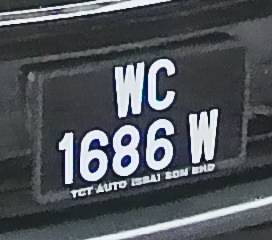 WC
1686 W
TCT AUTO (SBA) SDN BHD